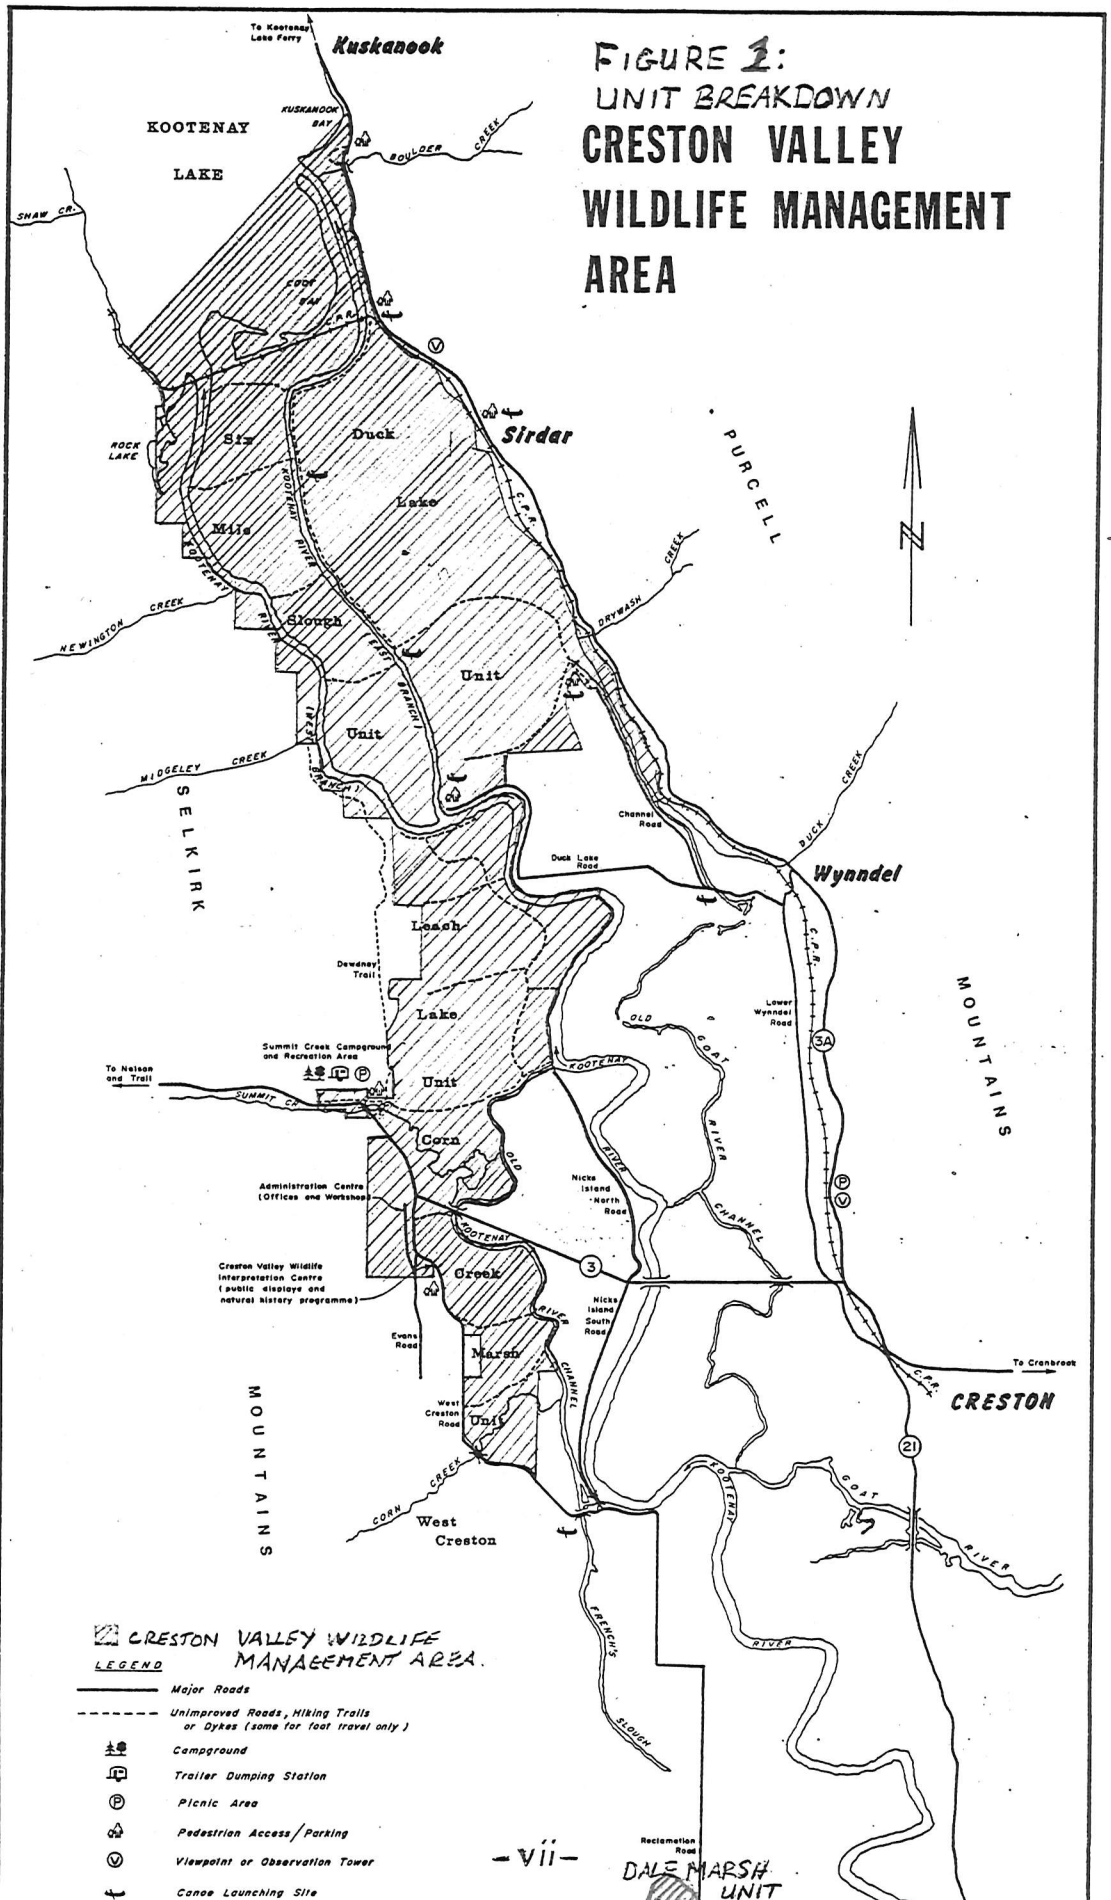 To Kootenay
Lake Ferry
Kuskanook
FIGURE 1:
UNIT BREAKDOWN
CRESTON VALLEY
WILDLIFE MANAGEMENT
AREA
KUSKANOOK
BAY
KOOTENAY
LAKE
BOULDER CREEK
SHAW CR.
COOT
BAY
R.R.
V
Sirdar
ROCK
LAKE
Six
Duck
PURCELL
Lake
C.P.R.
KOOTENAY RIVER
Mile
N
KOOTENAY RIVER
DRYWASH CREEK
NEWINGTON CREEK
Slough
EAST BRANCH)
Unit
(WEST BRANCH)
Unit
MIDGELEY CREEK
SELKIRK
Channel
Road
DUCK CREEK
Duck Lake
Road
Wynndel
Leach
C.P.R.
Dewdney
Trail
MOUNTAINS
Lower
Wynndel
Road
Lake
OLD GOAT RIVER CHANNEL
3A
Summit Creek Campground
and Recreation Area
P
To Nelson
and Trail
KOOTENAY RIVER
Unit
SUMMIT CR
Corn
OLD KOOTENAY RIVER CHANNEL
Administration Centre
(Offices and Workshop)
Nicks
Island
North
Road
P
V
Creston Valley Wildlife
Interpretation Centre
(public displays and
natural history programme)
Creek
3
Nicks
Island
South
Road
Evans
Road
Marsh
To Cranbrook
C.P.R.
CRESTON
MOUNTAINS
West
Creston
Road
Unit
21
CORN CREEK
KOOTENAY
GOAT RIVER
West
Creston
FRENCH'S
SLOUGH
RIVER
CRESTON VALLEY WILDLIFE
MANAGEMENT AREA.
LEGEND
Major Roads
Unimproved Roads, Hiking Trails
or Dykes (some for foot travel only)
Campground
Trailer Dumping Station
P Picnic Area
Pedestrian Access/Parking
V Viewpoint or Observation Tower
Canoe Launching Site
Reclamation
Road
-vii-
DALE MARSH
UNIT